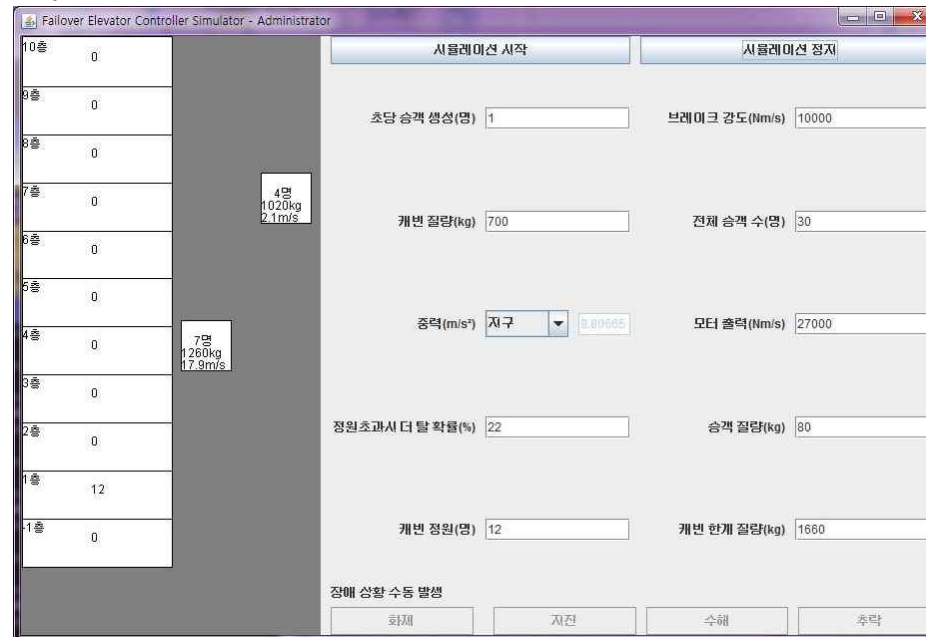 Failover Elevator Controller Simulator - Administrator
10층
0
9층
0
8층
0
7층
0
6층
0
5층
0
4층
0
3층
0
2층
0
1층
12
-1층
0
4명
1020kg
2.1m/s
7명
1260kg
17.9m/s
시뮬레이션 시작
시뮬레이션 정지
초당 승객 생성(명) 1
브레이크 강도(Nm/s) 10000
캐빈 질량(kg) 700
전체 승객 수(명) 30
중력(m/s²) 지구 9.80665
모터 출력(Nm/s) 27000
정원초과시 더 탈 확률(%) 22
승객 질량(kg) 80
캐빈 정원(명) 12
캐빈 한계 질량(kg) 1660
장애 상황 수동 발생
화재
지진
수해
추락